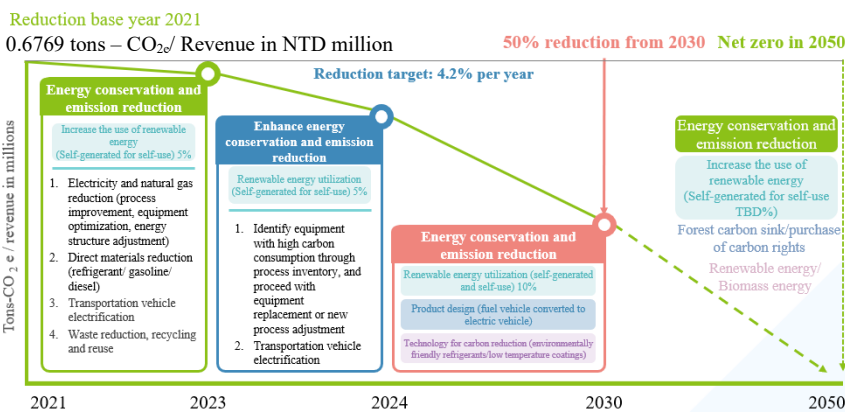 Reduction base year 2021
0.6769 tons – CO2e/ Revenue in NTD million
50% reduction from 2030
Net zero in 2050
Reduction target: 4.2% per year
Tons-CO 2 e / revenue in millions
Energy conservation and
emission reduction
Increase the use of renewable
energy
(Self-generated for self-use) 5%
1. Electricity and natural gas
reduction (process
improvement, equipment
optimization, energy
structure adjustment)
2. Direct materials reduction
(refrigerant/ gasoline/
diesel)
3. Transportation vehicle
electrification
4. Waste reduction, recycling
and reuse
Enhance energy
conservation and emission
reduction
Renewable energy utilization
(Self-generated for self-use) 5%
1. Identify equipment
with high carbon
consumption through
process inventory, and
proceed with
equipment
replacement or new
process adjustment
2. Transportation vehicle
electrification
Energy conservation and
emission reduction
Renewable energy utilization (self-generated
and self-use) 10%
Product design (fuel vehicle converted to
electric vehicle)
Technology for carbon reduction (environmentally
friendly refrigerants/low temperature coatings)
Energy conservation and
emission reduction
Increase the use of
renewable energy
(Self-generated for self-use
TBD%)
Forest carbon sink/purchase
of carbon rights
Renewable energy/
Biomass energy
2021
2023
2024
2030
2050